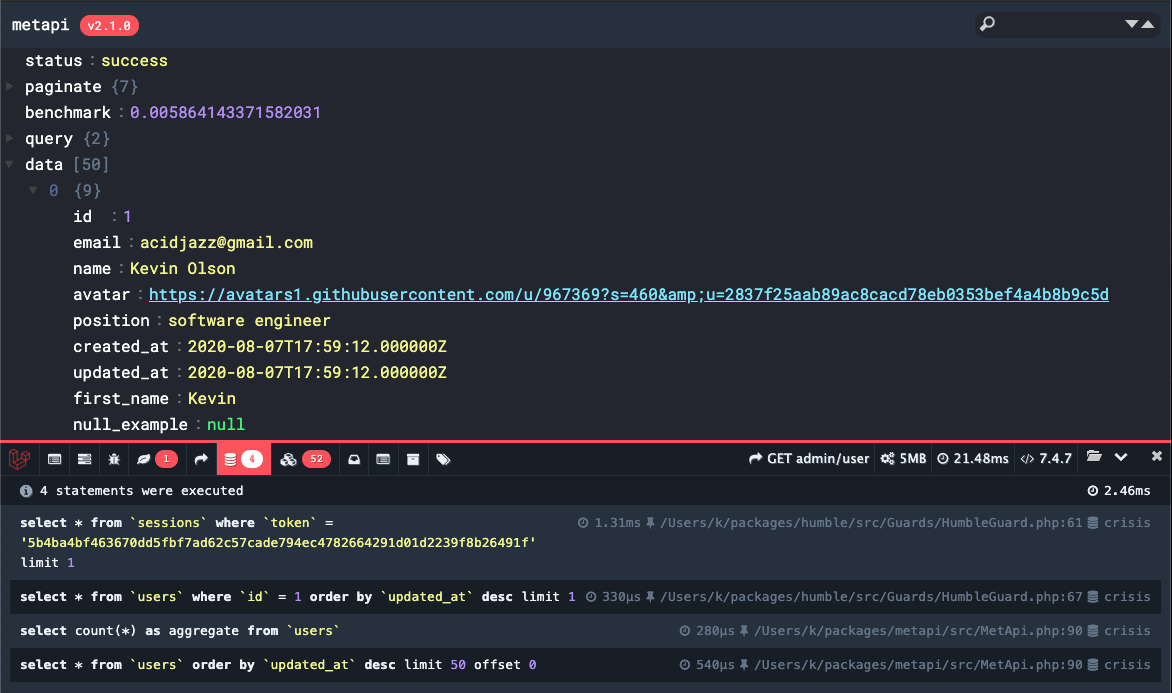 metapi v2.1.0
status : success
paginate {7}
benchmark : 0.005864143371582031
query {2}
data [50]
0 {9}
id : 1
email : acidjazz@gmail.com
name : Kevin Olson
avatar : https://avatars1.githubusercontent.com/u/967369?s=460&amp;u=2837f25aab89ac8cacd78eb0353bef4a4b8b9c5d
position : software engineer
created_at : 2020-08-07T17:59:12.000000Z
updated_at : 2020-08-07T17:59:12.000000Z
first_name : Kevin
null_example : null
1 4 52 GET admin/user 5MB 21.48ms 7.4.7
4 statements were executed 2.46ms
select * from `sessions` where `token` = 1.31ms /Users/k/packages/humble/src/Guards/HumbleGuard.php:61 crisis
'5b4ba4bf463670dd5fbf7ad62c57cade794ec4782664291d01d2239f8b26491f'
limit 1
select * from `users` where `id` = 1 order by `updated_at` desc limit 1 330μs /Users/k/packages/humble/src/Guards/HumbleGuard.php:67 crisis
select count(*) as aggregate from `users` 280μs /Users/k/packages/metapi/src/MetApi.php:90 crisis
select * from `users` order by `updated_at` desc limit 50 offset 0 540μs /Users/k/packages/metapi/src/MetApi.php:90 crisis